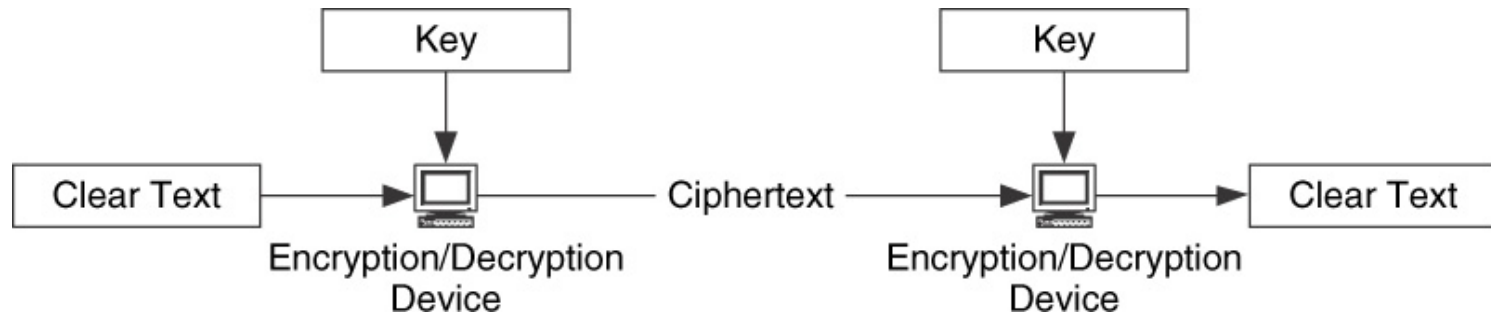 Key
Key
Clear Text
Ciphertext
Clear Text
Encryption/Decryption
Device
Encryption/Decryption
Device